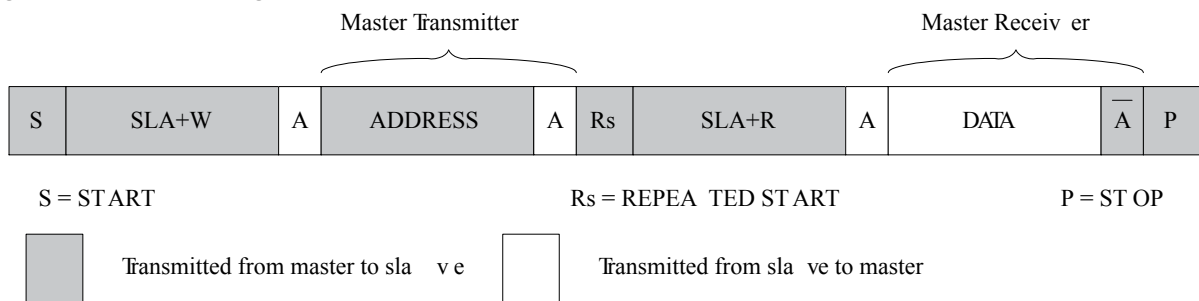 Master Transmitter Master Receiv er
S SLA+W A ADDRESS A Rs SLA+R A DATA A̅ P
S = ST ART Rs = REPEA TED ST ART P = ST OP
Transmitted from master to sla v e Transmitted from sla ve to master